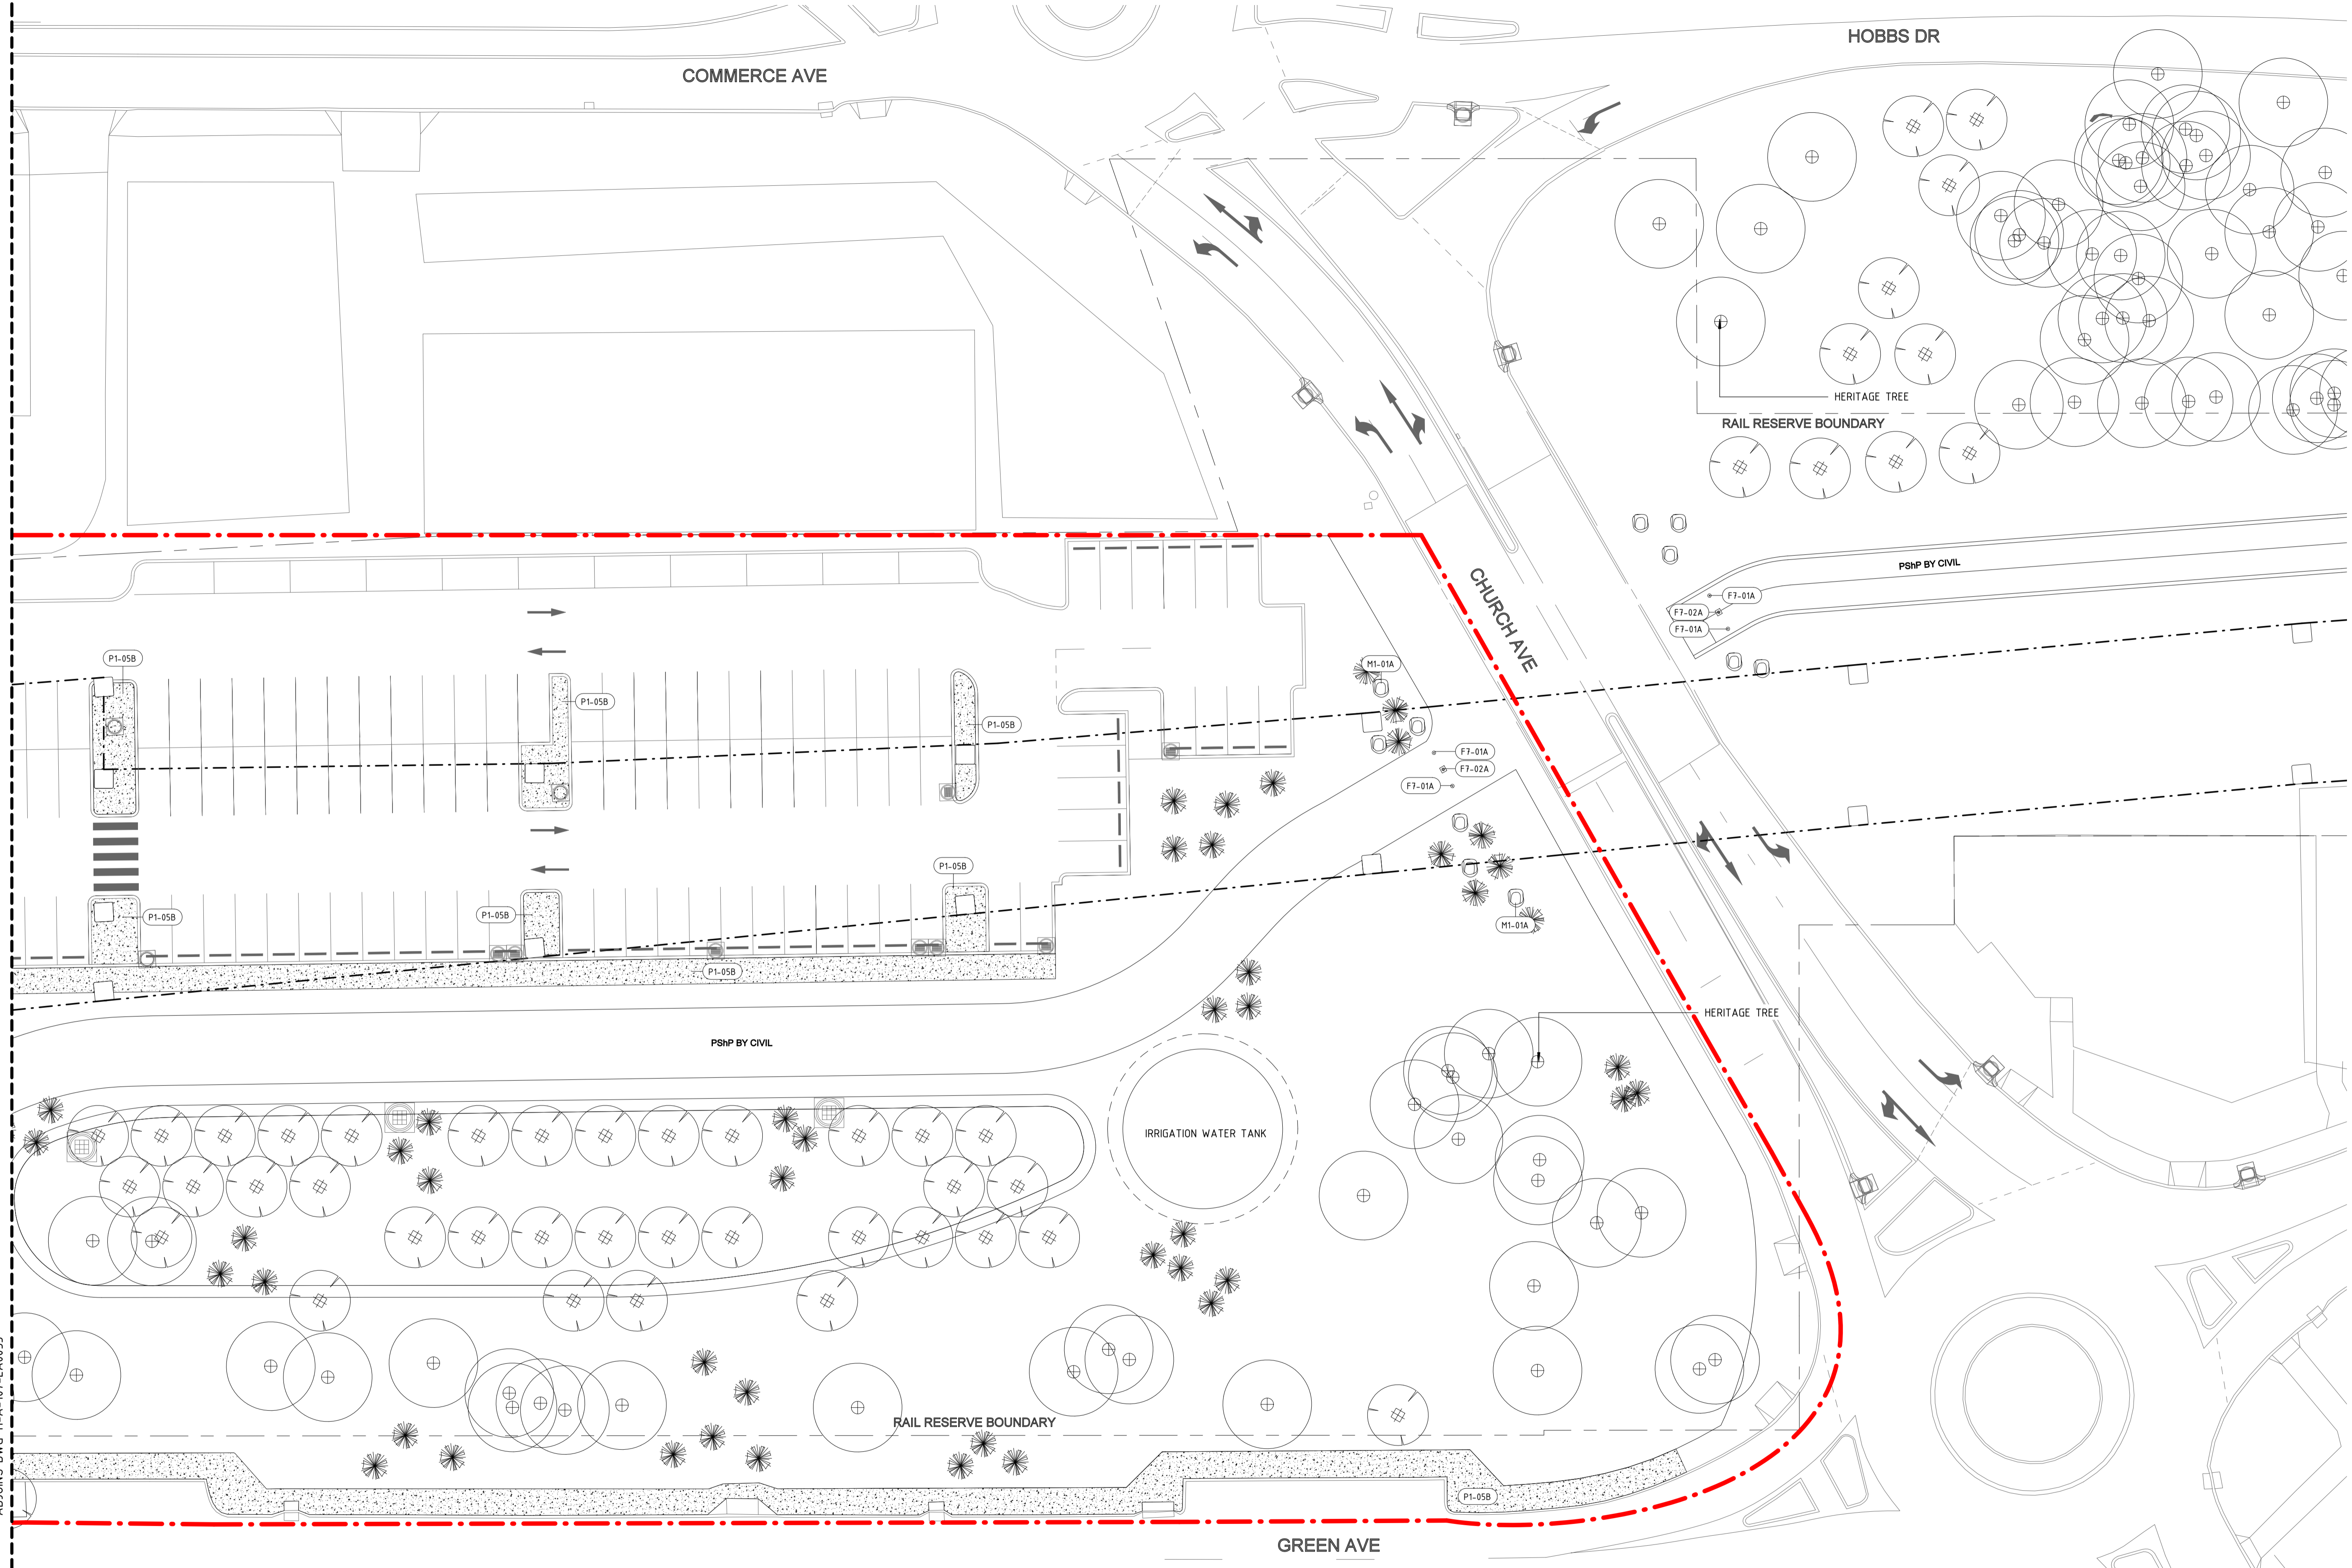 HOBBS DR
COMMERCE AVE
HERITAGE TREE
RAIL RESERVE BOUNDARY
PShP BY CIVIL
CHURCH AVE
F7-01A
F7-02A
F7-01A
P1-05B
M1-01A
P1-05B
P1-05B
F7-01A
F7-02A
F7-01A
P1-05B
P1-05B
P1-05B
M1-01A
P1-05B
HERITAGE TREE
PShP BY CIVIL
IRRIGATION WATER TANK
RAIL RESERVE BOUNDARY
P1-05B
GREEN AVE